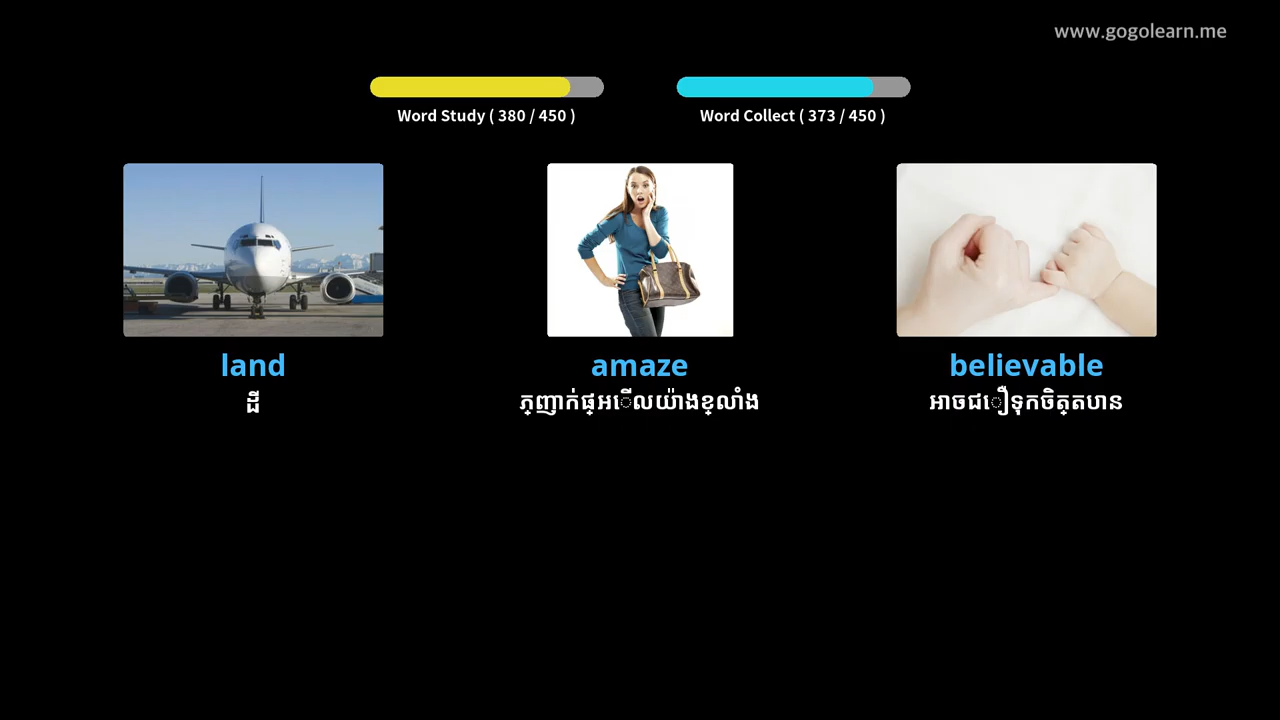 www.gogolearn.me
Word Study ( 380 / 450 )
Word Collect ( 373 / 450 )
land
amaze
believable
ដី
ភ្ញាក់ផ្អើលយ៉ាងខ្លាំង
អាចជឿទុកចិត្តបាន